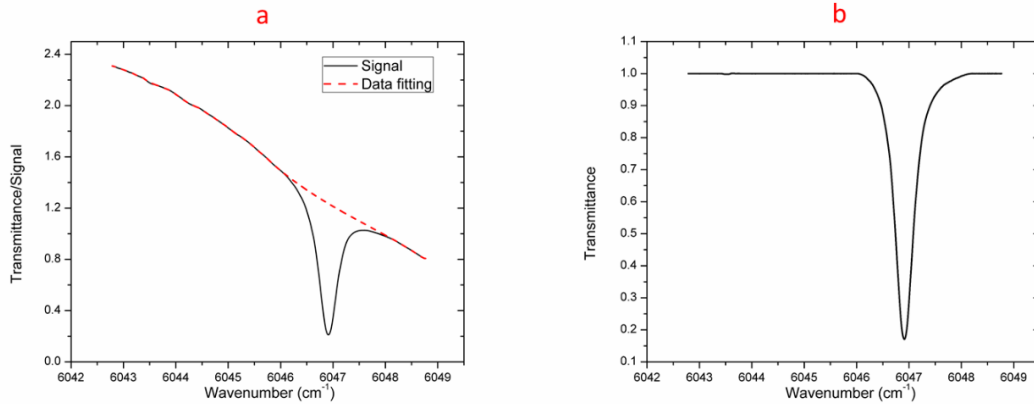 a
2.4
2.0
1.6
1.2
0.8
0.4
0.0
Transmittance/Signal
Signal
Data fitting
6042 6043 6044 6045 6046 6047 6048 6049
Wavenumber (cm⁻¹)
b
1.1
1.0
0.9
0.8
0.7
0.6
0.5
0.4
0.3
0.2
0.1
Transmittance
6042 6043 6044 6045 6046 6047 6048 6049
Wavenumber (cm⁻¹)